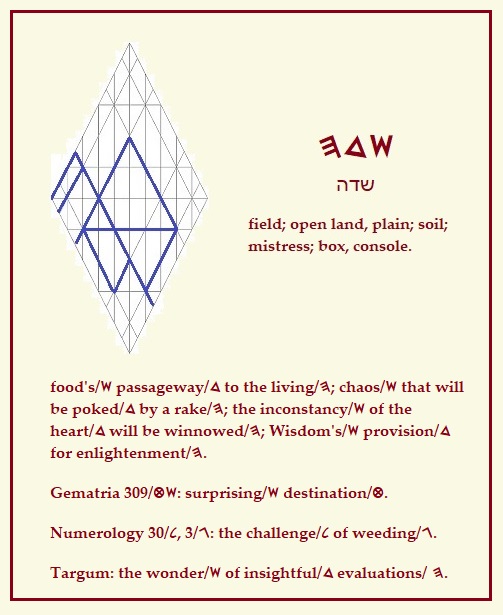 𐤔𐤃𐤄
שדה
field; open land, plain; soil;
mistress; box, console.
food's/𐤔 passageway/𐤃 to the living/𐤄; chaos/𐤔 that will
be poked/𐤃 by a rake/𐤄; the inconstancy/𐤔 of the
heart/𐤃 will be winnowed/𐤄; Wisdom's/𐤔 provision/𐤃
for enlightenment/𐤄.
Gematria 309/𐤔𐤈: surprising/𐤔 destination/𐤈.
Numerology 30/𐤋, 3/𐤂: the challenge/𐤋 of weeding/𐤂.
Targum: the wonder/𐤔 of insightful/𐤃 evaluations/ 𐤄.